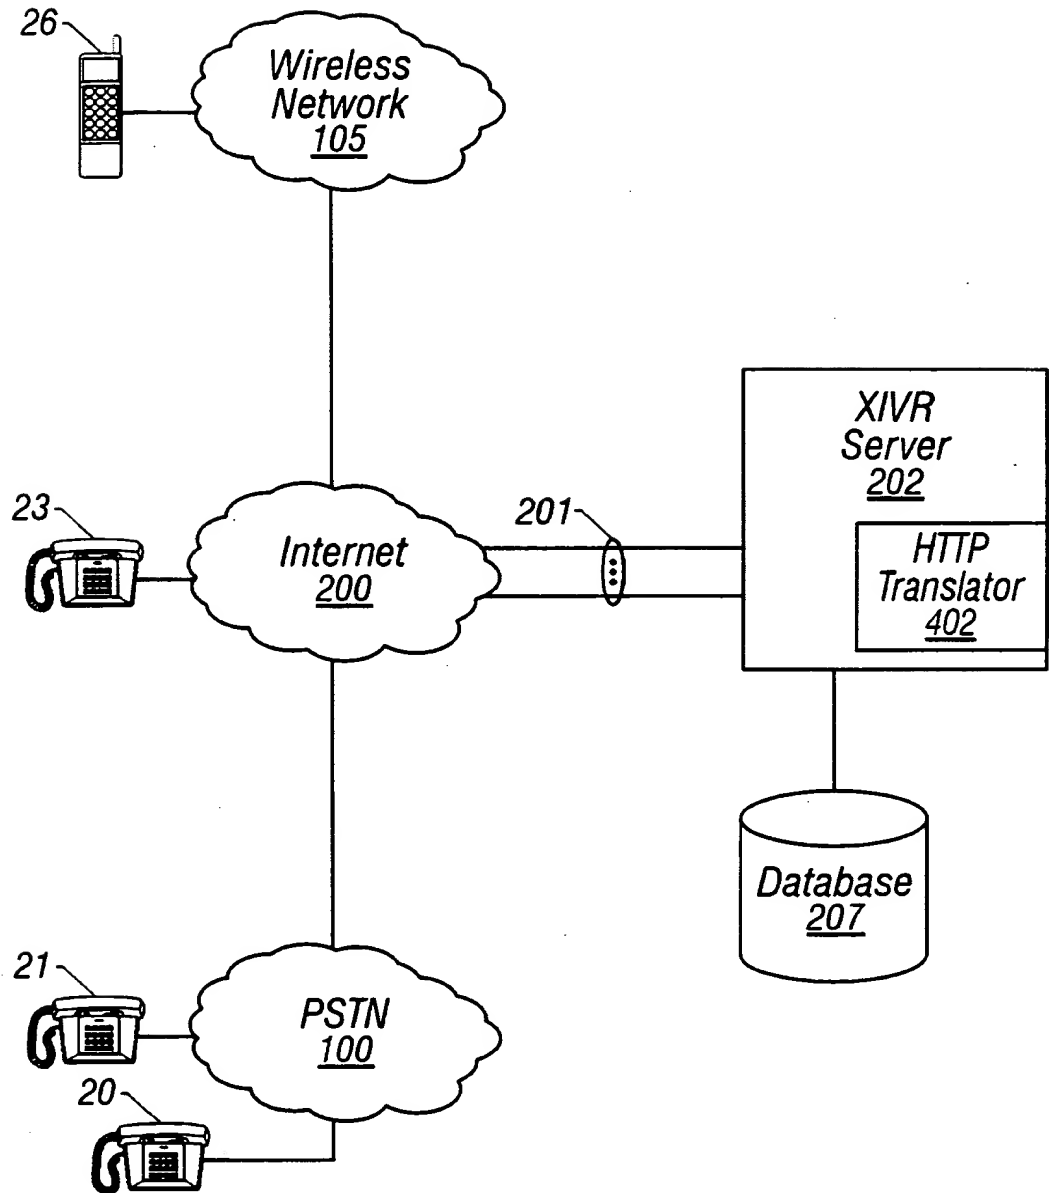 26
Wireless
Network
105
XIVR
Server
202
23
Internet
200
201
HTTP
Translator
402
Database
207
21
PSTN
100
20